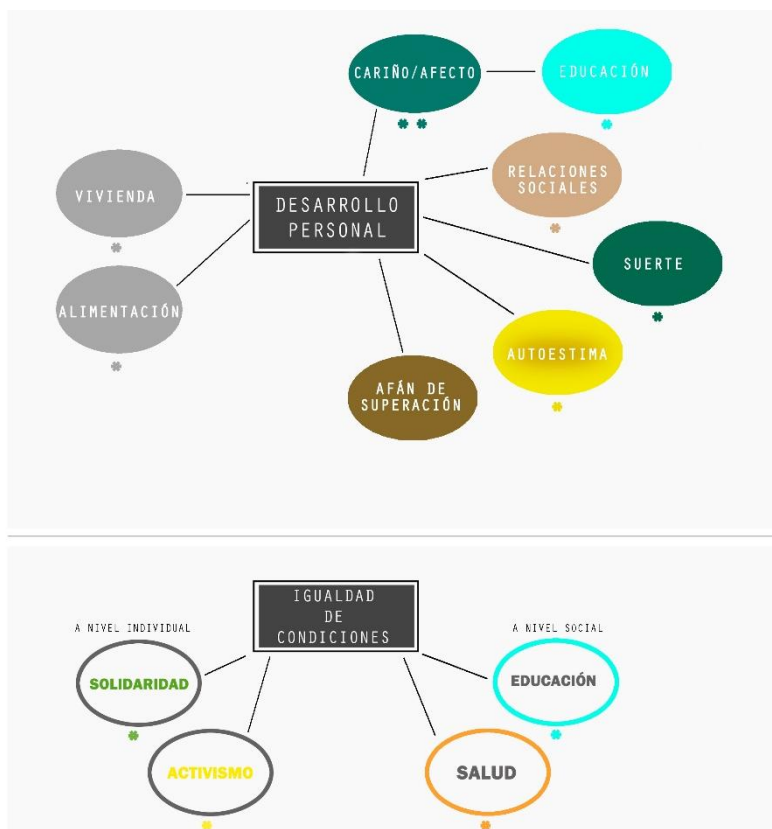 CARIÑO/AFECTO
EDUCACIÓN
RELACIONES
SOCIALES
VIVIENDA
DESARROLLO
PERSONAL
SUERTE
ALIMENTACIÓN
AUTOESTIMA
AFÁN DE
SUPERACIÓN
IGUALDAD
DE
CONDICIONES
A NIVEL INDIVIDUAL
A NIVEL SOCIAL
SOLIDARIDAD
EDUCACIÓN
ACTIVISMO
SALUD